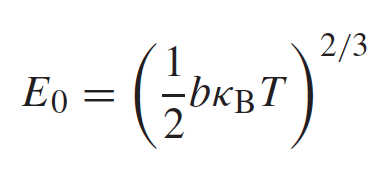 E₀ = (½bκ_BT)^{2/3}